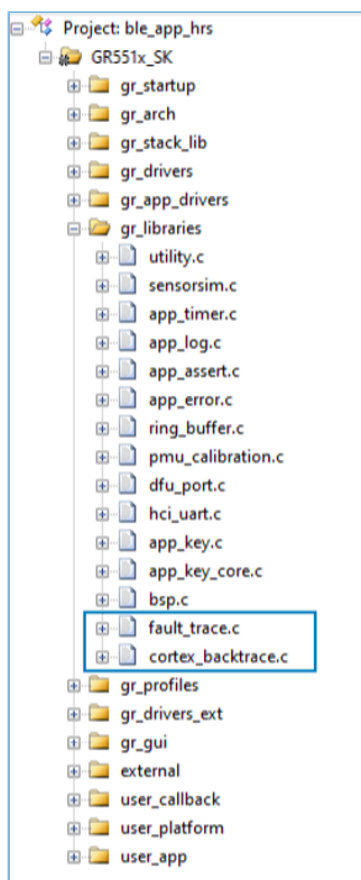 Project: ble_app_hrs
GR551x_SK
gr_startup
gr_arch
gr_stack_lib
gr_drivers
gr_app_drivers
gr_libraries
utility.c
sensorsim.c
app_timer.c
app_log.c
app_assert.c
app_error.c
ring_buffer.c
pmu_calibration.c
dfu_port.c
hci_uart.c
app_key.c
app_key_core.c
bsp.c
fault_trace.c
cortex_backtrace.c
gr_profiles
gr_drivers_ext
gr_gui
external
user_callback
user_platform
user_app